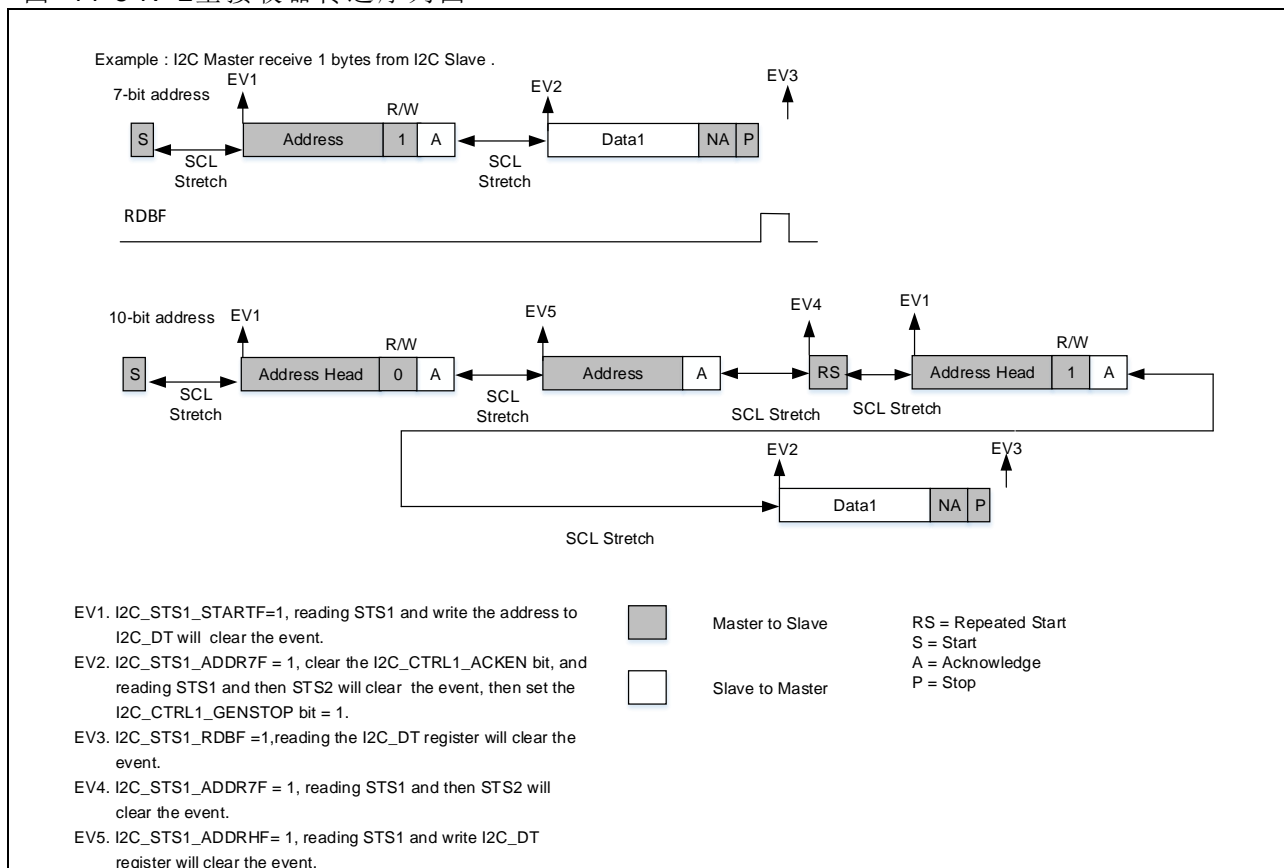 Example : I2C Master receive 1 bytes from I2C Slave .
7-bit address
EV1
EV2
EV3
R/W
S
Address
1
A
Data1
NA
P
SCL
Stretch
SCL
Stretch
RDBF
10-bit address
EV1
EV5
EV4
EV1
R/W
R/W
S
Address Head
0
A
Address
A
RS
Address Head
1
A
SCL
Stretch
SCL
Stretch
SCL Stretch
SCL Stretch
EV2
EV3
Data1
NA
P
SCL Stretch
EV1. I2C_STS1_STARTF=1, reading STS1 and write the address to
I2C_DT will clear the event.
EV2. I2C_STS1_ADDR7F = 1, clear the I2C_CTRL1_ACKEN bit, and
reading STS1 and then STS2 will clear the event, then set the
I2C_CTRL1_GENSTOP bit = 1.
EV3. I2C_STS1_RDBF =1,reading the I2C_DT register will clear the
event.
EV4. I2C_STS1_ADDR7F = 1, reading STS1 and then STS2 will
clear the event.
EV5. I2C_STS1_ADDRHF= 1, reading STS1 and write I2C_DT
register will clear the event.
Master to Slave
Slave to Master
RS = Repeated Start
S = Start
A = Acknowledge
P = Stop